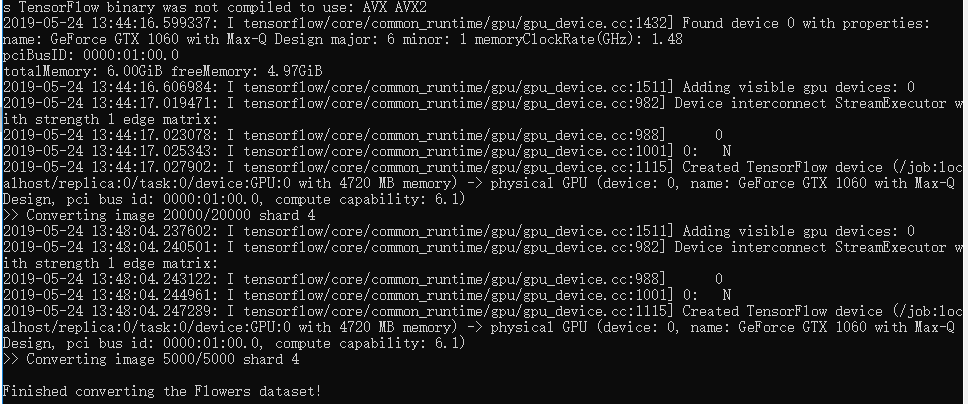 s TensorFlow binary was not compiled to use: AVX AVX2
2019-05-24 13:44:16.599337: I tensorflow/core/common_runtime/gpu/gpu_device.cc:1432] Found device 0 with properties:
name: GeForce GTX 1060 with Max-Q Design major: 6 minor: 1 memoryClockRate(GHz): 1.48
pciBusID: 0000:01:00.0
totalMemory: 6.00GiB freeMemory: 4.97GiB
2019-05-24 13:44:16.606984: I tensorflow/core/common_runtime/gpu/gpu_device.cc:1511] Adding visible gpu devices: 0
2019-05-24 13:44:17.019471: I tensorflow/core/common_runtime/gpu/gpu_device.cc:982] Device interconnect StreamExecutor w
ith strength 1 edge matrix:
2019-05-24 13:44:17.023078: I tensorflow/core/common_runtime/gpu/gpu_device.cc:988]      0
2019-05-24 13:44:17.025343: I tensorflow/core/common_runtime/gpu/gpu_device.cc:1001] 0:   N
2019-05-24 13:44:17.027902: I tensorflow/core/common_runtime/gpu/gpu_device.cc:1115] Created TensorFlow device (/job:loc
alhost/replica:0/task:0/device:GPU:0 with 4720 MB memory) -> physical GPU (device: 0, name: GeForce GTX 1060 with Max-Q
Design, pci bus id: 0000:01:00.0, compute capability: 6.1)
>> Converting image 20000/20000 shard 4
2019-05-24 13:48:04.237602: I tensorflow/core/common_runtime/gpu/gpu_device.cc:1511] Adding visible gpu devices: 0
2019-05-24 13:48:04.240501: I tensorflow/core/common_runtime/gpu/gpu_device.cc:982] Device interconnect StreamExecutor w
ith strength 1 edge matrix:
2019-05-24 13:48:04.243122: I tensorflow/core/common_runtime/gpu/gpu_device.cc:988]      0
2019-05-24 13:48:04.244961: I tensorflow/core/common_runtime/gpu/gpu_device.cc:1001] 0:   N
2019-05-24 13:48:04.247289: I tensorflow/core/common_runtime/gpu/gpu_device.cc:1115] Created TensorFlow device (/job:loc
alhost/replica:0/task:0/device:GPU:0 with 4720 MB memory) -> physical GPU (device: 0, name: GeForce GTX 1060 with Max-Q
Design, pci bus id: 0000:01:00.0, compute capability: 6.1)
>> Converting image 5000/5000 shard 4
Finished converting the Flowers dataset!